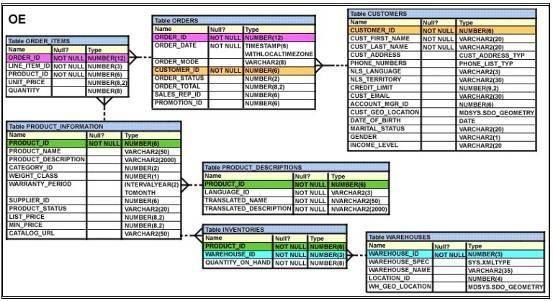 OE
Table ORDER_ITEMS
Name Null? Type
ORDER_ID NOT NULL NUMBER(12)
LINE_ITEM_ID NOT NULL NUMBER(3)
PRODUCT_ID NOT NULL NUMBER(6)
UNIT_PRICE NUMBER(8,2)
QUANTITY NUMBER(8)
Table ORDERS
Name Null? Type
ORDER_ID NOT NULL NUMBER(12)
ORDER_DATE NOT NULL TIMESTAMP(6)
WITHLOCALTIMEZONE
ORDER_MODE VARCHAR2(8)
CUSTOMER_ID NOT NULL NUMBER(6)
ORDER_STATUS NUMBER(2)
ORDER_TOTAL NUMBER(8,2)
SALES_REP_ID NUMBER(6)
PROMOTION_ID NUMBER(6)
Table CUSTOMERS
Name Null? Type
CUSTOMER_ID NOT NULL NUMBER(6)
CUST_FIRST_NAME NOT NULL VARCHAR2(20)
CUST_LAST_NAME NOT NULL VARCHAR2(20)
CUST_ADDRESS CUST_ADDRESS_TYP
PHONE_NUMBERS PHONE_LIST_TYP
NLS_LANGUAGE VARCHAR2(3)
NLS_TERRITORY VARCHAR2(30)
CREDIT_LIMIT NUMBER(9,2)
CUST_EMAIL VARCHAR2(30)
ACCOUNT_MGR_ID NUMBER(6)
CUST_GEO_LOCATION MDSYS.SDO_GEOMETRY
DATE_OF_BIRTH DATE
MARITAL_STATUS VARCHAR2(20)
GENDER VARCHAR2(1)
INCOME_LEVEL VARCHAR2(20
Table PRODUCT_INFORMATION
Name Null? Type
PRODUCT_ID NOT NULL NUMBER(6)
PRODUCT_NAME VARCHAR2(50)
PRODUCT_DESCRIPTION VARCHAR2(2000)
CATEGORY_ID NUMBER(2)
WEIGHT_CLASS NUMBER(1)
WARRANTY_PERIOD INTERVALYEAR(2)
TOMONTH
SUPPLIER_ID NUMBER(6)
PRODUCT_STATUS VARCHAR2(20)
LIST_PRICE NUMBER(8,2)
MIN_PRICE NUMBER(8,2)
CATALOG_URL VARCHAR2(50)
Table PRODUCT_DESCRIPTIONS
Name Null? Type
PRODUCT_ID NOT NULL NUMBER(6)
LANGUAGE_ID NOT NULL VARCHAR2(3)
TRANSLATED_NAME NOT NULL NVARCHAR2(50)
TRANSLATED_DESCRIPTION NOT NULL NVARCHAR2(2000)
Table INVENTORIES
Name Null? Type
PRODUCT_ID NOT NULL NUMBER(6)
WAREHOUSE_ID NOT NULL NUMBER(3)
QUANTITY_ON_HAND NOT NULL NUMBER(8)
Table WAREHOUSES
Name Null? Type
WAREHOUSE_ID NOT NULL NUMBER(3)
WAREHOUSE_SPEC SYS.XMLTYPE
WAREHOUSE_NAME VARCHAR2(35)
LOCATION_ID NUMBER(4)
WH_GEO_LOCATION MDSYS.SDO_GEOMETRY